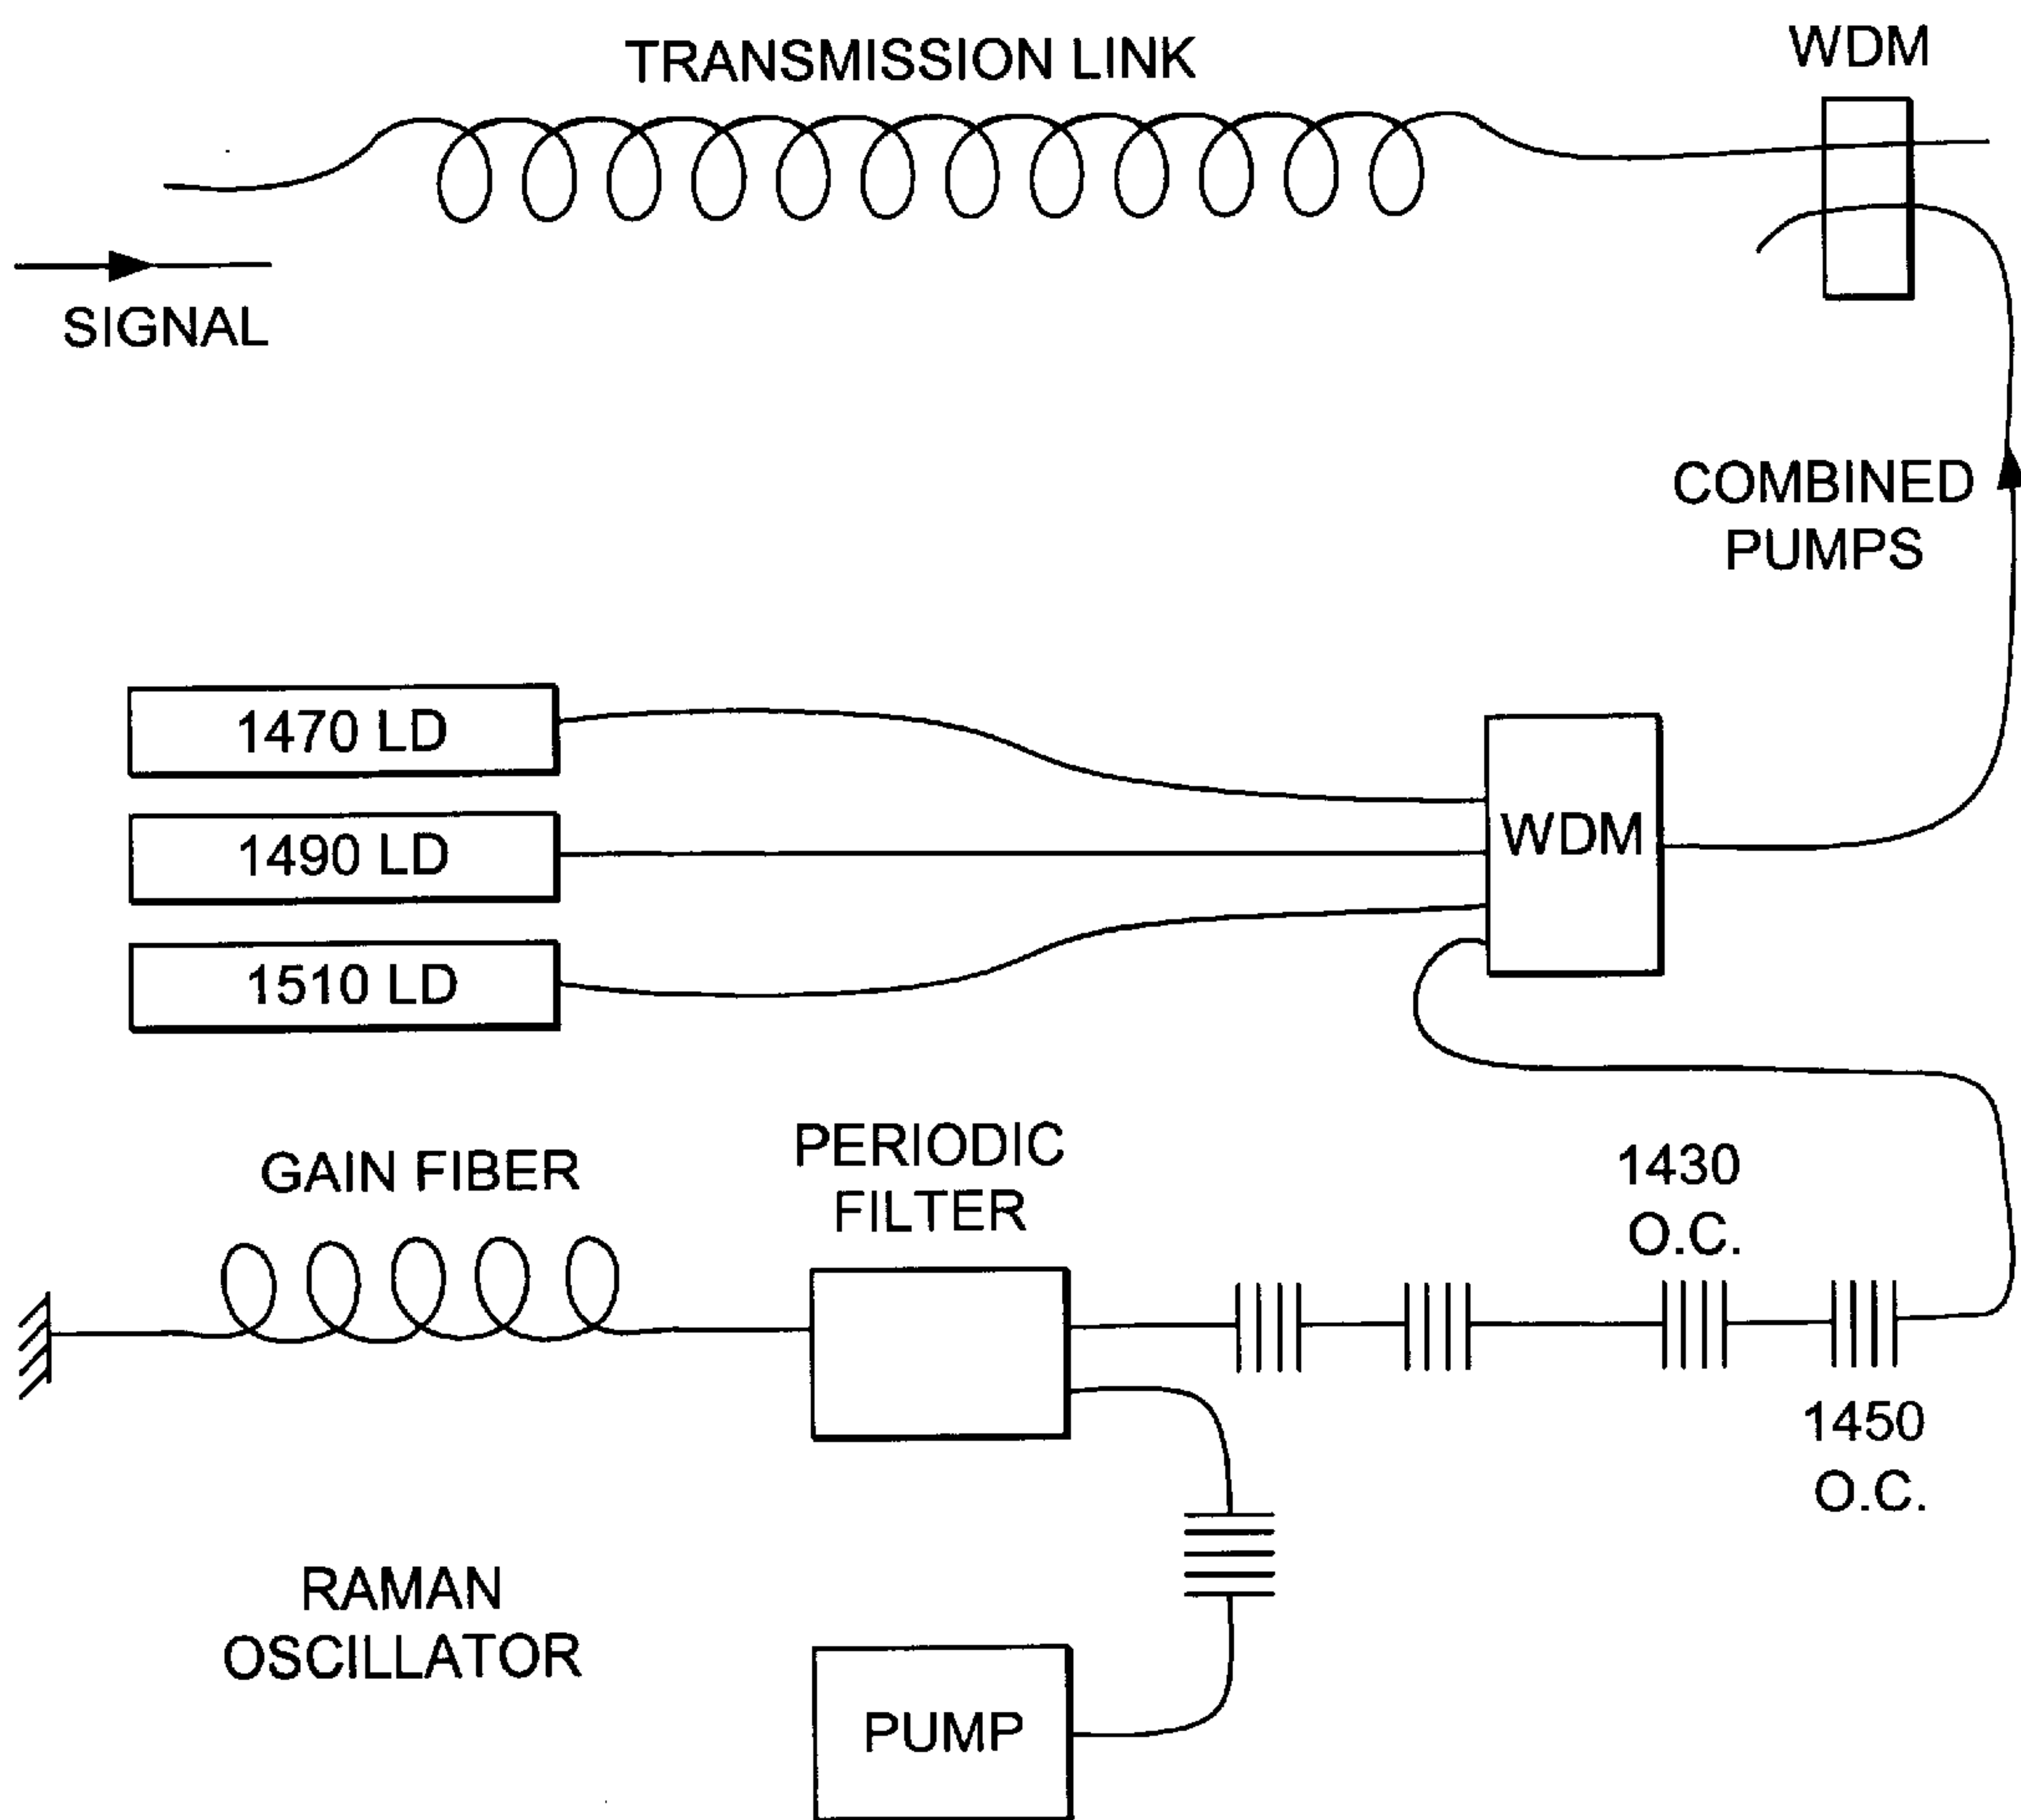 TRANSMISSION LINK
WDM
SIGNAL
COMBINED
PUMPS
1470 LD
1490 LD
1510 LD
WDM
GAIN FIBER
PERIODIC
FILTER
1430
O.C.
1450
O.C.
RAMAN
OSCILLATOR
PUMP